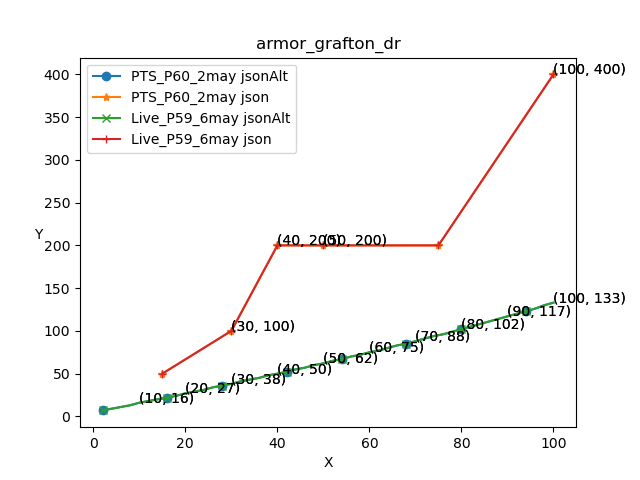 armor_grafton_dr
PTS_P60_2may jsonAlt
PTS_P60_2may json
Live_P59_6may jsonAlt
Live_P59_6may json
400
350
300
250
200
150
100
50
0
Y
(100, 400)
(40, 200)
(50, 200)
(30, 100)
(100, 133)
(90, 117)
(80, 102)
(70, 88)
(60, 75)
(50, 62)
(40, 50)
(30, 38)
(20, 27)
(10, 16)
0 20 40 60 80 100
X